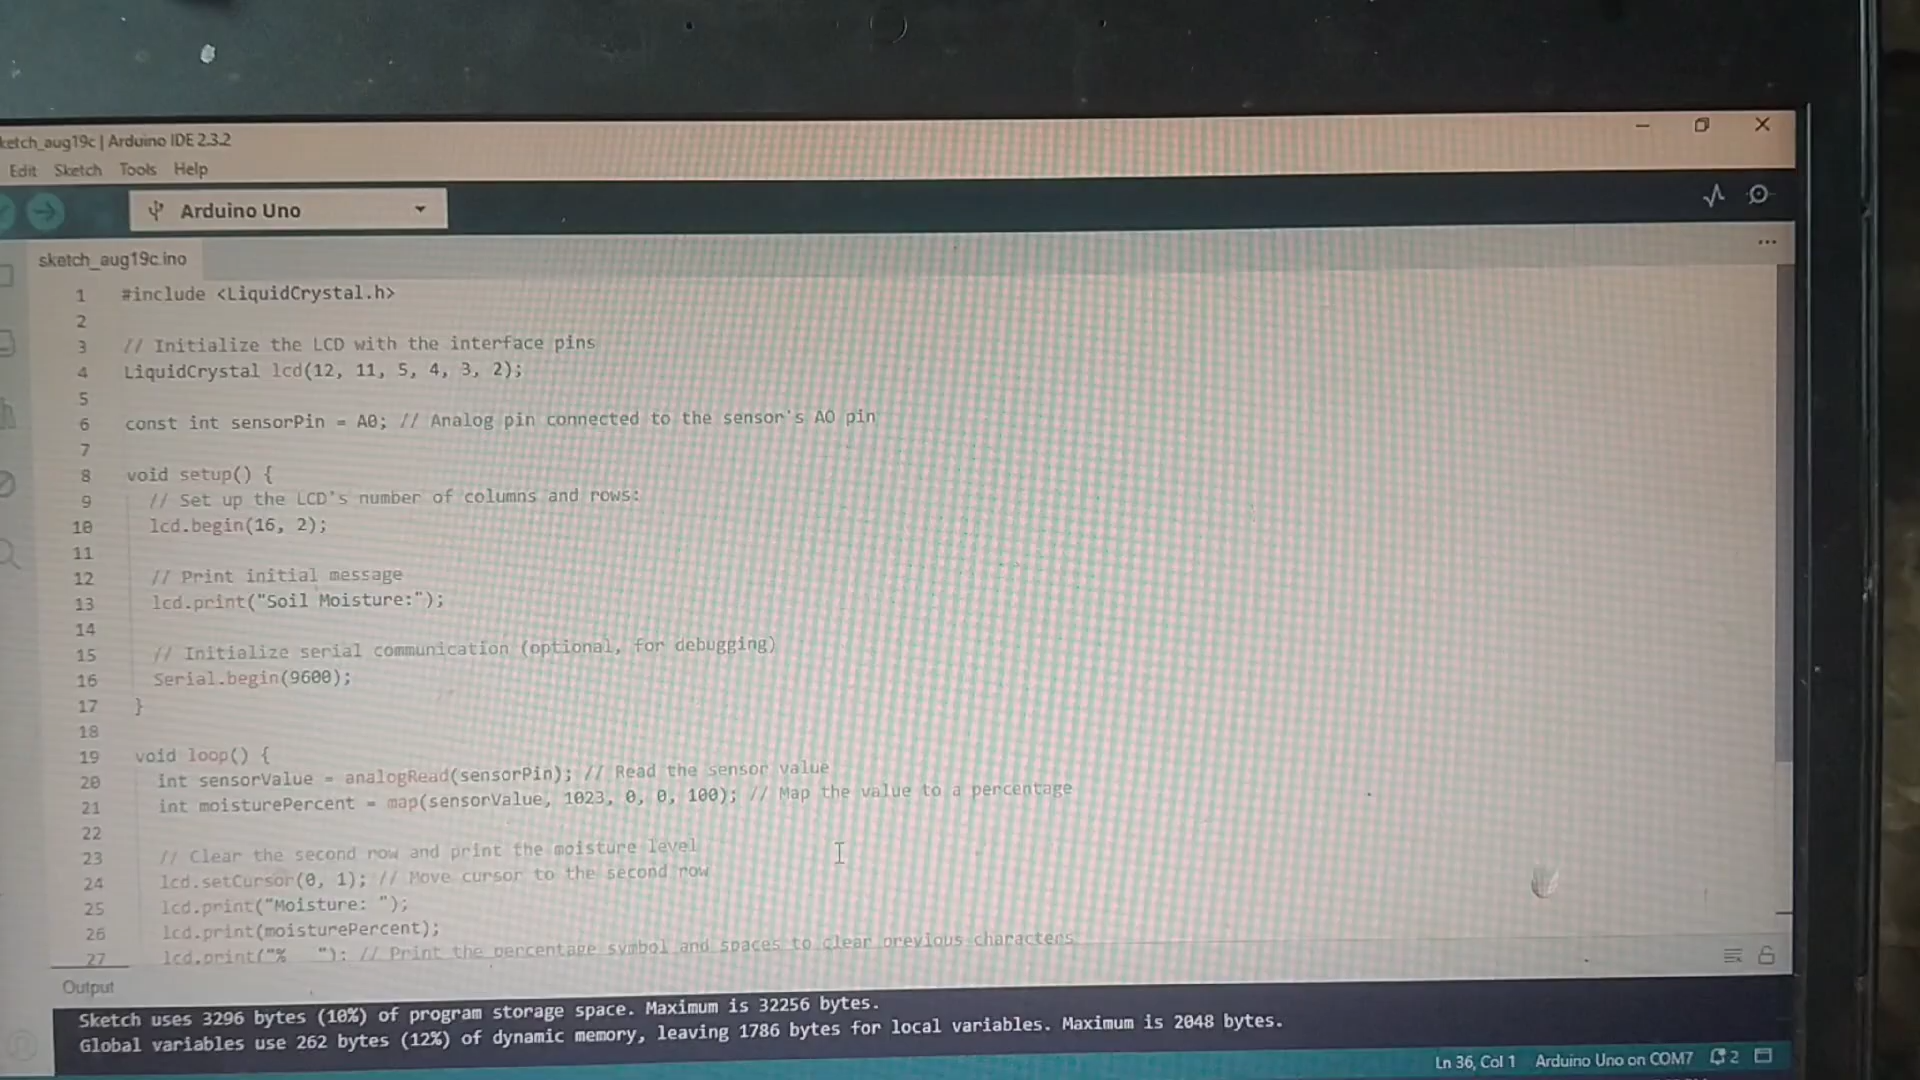 ketch_aug19c | Arduino IDE 2.3.2
Edit Sketch Tools Help
Arduino Uno
sketch_aug19c.ino
1 #include <LiquidCrystal.h>
2
3 // Initialize the LCD with the interface pins
4 LiquidCrystal lcd(12, 11, 5, 4, 3, 2);
5
6 const int sensorPin = A0; // Analog pin connected to the sensor's AO pin
7
8 void setup() {
9 // Set up the LCD's number of columns and rows:
10 lcd.begin(16, 2);
11
12 // Print initial message
13 lcd.print("Soil Moisture:");
14
15 // Initialize serial communication (optional, for debugging)
16 Serial.begin(9600);
17 }
18
19 void loop() {
20 int sensorValue = analogRead(sensorPin); // Read the sensor value
21 int moisturePercent = map(sensorValue, 1023, 0, 0, 100); // Map the value to a percentage
22
23 // Clear the second row and print the moisture level
24 lcd.setCursor(0, 1); // Move cursor to the second row
25 lcd.print("Moisture: ");
26 lcd.print(moisturePercent);
27 lcd.print("%   "); // Print the percentage symbol and spaces to clear previous characters
Output
Sketch uses 3296 bytes (10%) of program storage space. Maximum is 32256 bytes.
Global variables use 262 bytes (12%) of dynamic memory, leaving 1786 bytes for local variables. Maximum is 2048 bytes.
Ln 36, Col 1 Arduino Uno on COM7 2